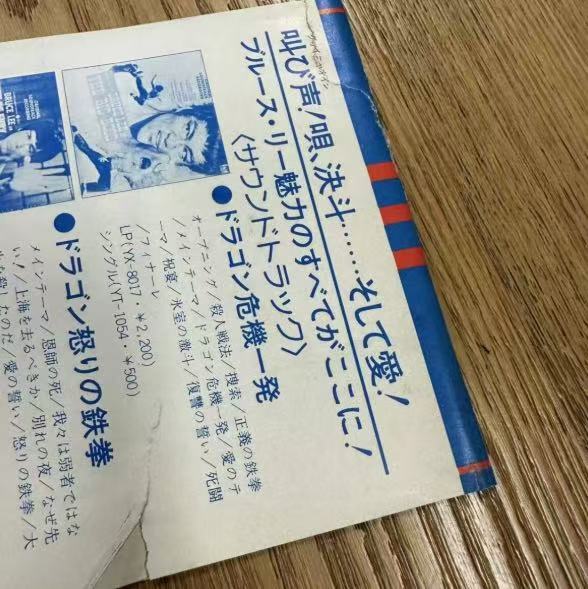 叫び声!唄、決斗……そして愛!
ブルース・リー魅力のすべてがここに!
〈サウンドトラック〉
●ドラゴン危機一発
オープニング/殺人戦法/捜索/正義の鉄拳
/メインテーマ/ドラゴン危機一発/愛のテ
ーマ/祝宴/氷室の激斗/復讐の誓い/死闘
/フィナーレ
LP(YX-8017・¥2,200)
シングル(YT-1054・¥500)
●ドラゴン怒りの鉄拳
メインテーマ/恩師の死/我々は弱者ではな
い!/上海を去るべきか/別れの夜/なぜ先
生を殺したのだ/愛の誓い/怒りの鉄拳/大
BRUCE LEE